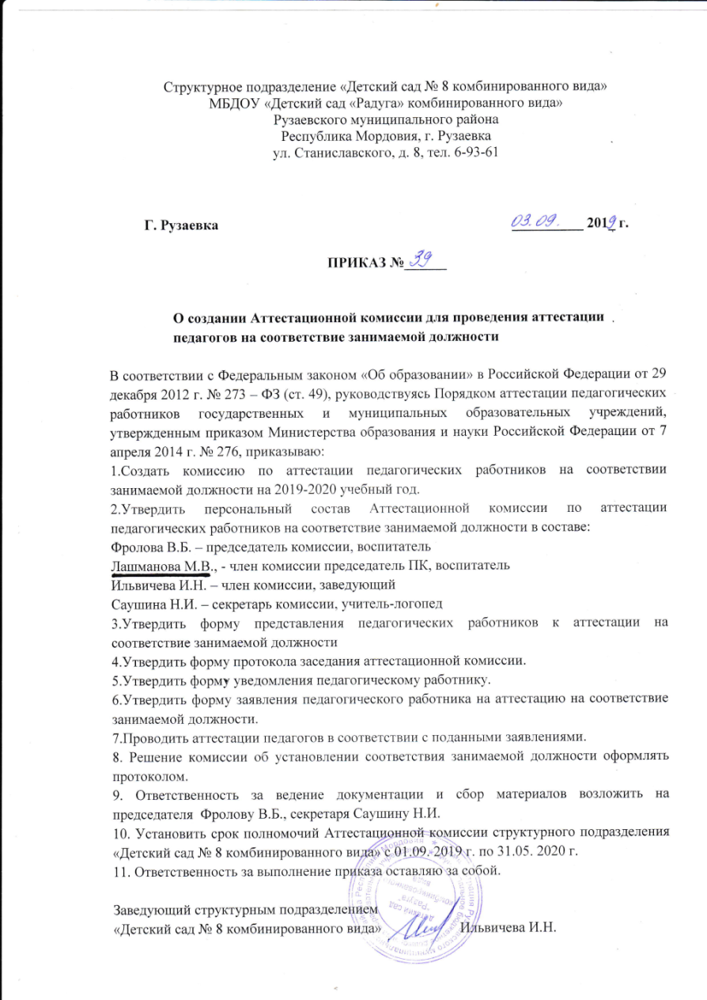 Структурное подразделение «Детский сад № 8 комбинированного вида»
МБДОУ «Детский сад «Радуга» комбинированного вида»
Рузаевского муниципального района
Республика Мордовия, г. Рузаевка
ул. Станиславского, д. 8, тел. 6-93-61
Г. Рузаевка 03.09. 2019 г.
ПРИКАЗ № 39
О создании Аттестационной комиссии для проведения аттестации
педагогов на соответствие занимаемой должности
В соответствии с Федеральным законом «Об образовании» в Российской Федерации от 29
декабря 2012 г. № 273 – ФЗ (ст. 49), руководствуясь Порядком аттестации педагогических
работников государственных и муниципальных образовательных учреждений,
утвержденным приказом Министерства образования и науки Российской Федерации от 7
апреля 2014 г. № 276, приказываю:
1.Создать комиссию по аттестации педагогических работников на соответствии
занимаемой должности на 2019-2020 учебный год.
2.Утвердить персональный состав Аттестационной комиссии по аттестации
педагогических работников на соответствие занимаемой должности в составе:
Фролова В.Б. – председатель комиссии, воспитатель
Лашманова М.В., - член комиссии председатель ПК, воспитатель
Ильвичева И.Н. – член комиссии, заведующий
Саушина Н.И. – секретарь комиссии, учитель-логопед
3.Утвердить форму представления педагогических работников к аттестации на
соответствие занимаемой должности
4.Утвердить форму протокола заседания аттестационной комиссии.
5.Утвердить форму уведомления педагогическому работнику.
6.Утвердить форму заявления педагогического работника на аттестацию на соответствие
занимаемой должности.
7.Проводить аттестации педагогов в соответствии с поданными заявлениями.
8. Решение комиссии об установлении соответствия занимаемой должности оформлять
протоколом.
9. Ответственность за ведение документации и сбор материалов возложить на
председателя Фролову В.Б., секретаря Саушину Н.И.
10. Установить срок полномочий Аттестационной комиссии структурного подразделения
«Детский сад № 8 комбинированного вида» с 01.09. 2019 г. по 31.05. 2020 г.
11. Ответственность за выполнение приказа оставляю за собой.
Заведующий структурным подразделением
«Детский сад № 8 комбинированного вида» Ильвичева И.Н.
детский сад
"Радуга"